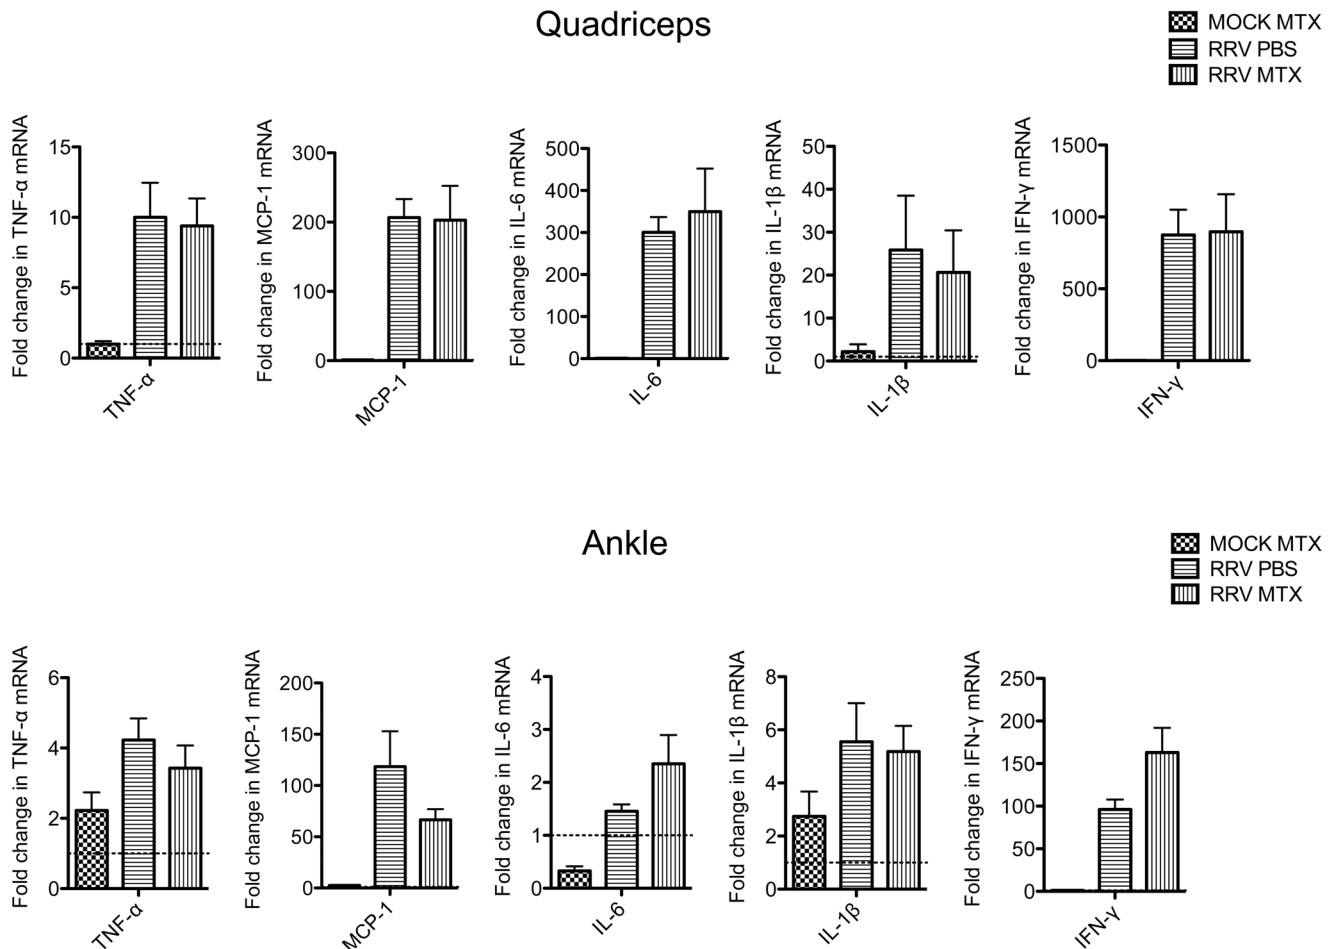 Quadriceps
MOCK MTX
RRV PBS
RRV MTX
Fold change in TNF-α mRNA
15
10
5
0
TNF-α
Fold change in MCP-1 mRNA
300
200
100
0
MCP-1
Fold change in IL-6 mRNA
500
400
300
200
100
0
IL-6
Fold change in IL-1β mRNA
50
40
30
20
10
0
IL-1β
Fold change in IFN-γ mRNA
1500
1000
500
0
IFN-γ
Ankle
MOCK MTX
RRV PBS
RRV MTX
Fold change in TNF-α mRNA
6
4
2
0
TNF-α
Fold change in MCP-1 mRNA
200
150
100
50
0
MCP-1
Fold change in IL-6 mRNA
4
3
2
1
0
IL-6
Fold change in IL-1β mRNA
8
6
4
2
0
IL-1β
Fold change in IFN-γ mRNA
250
200
150
100
50
0
IFN-γ